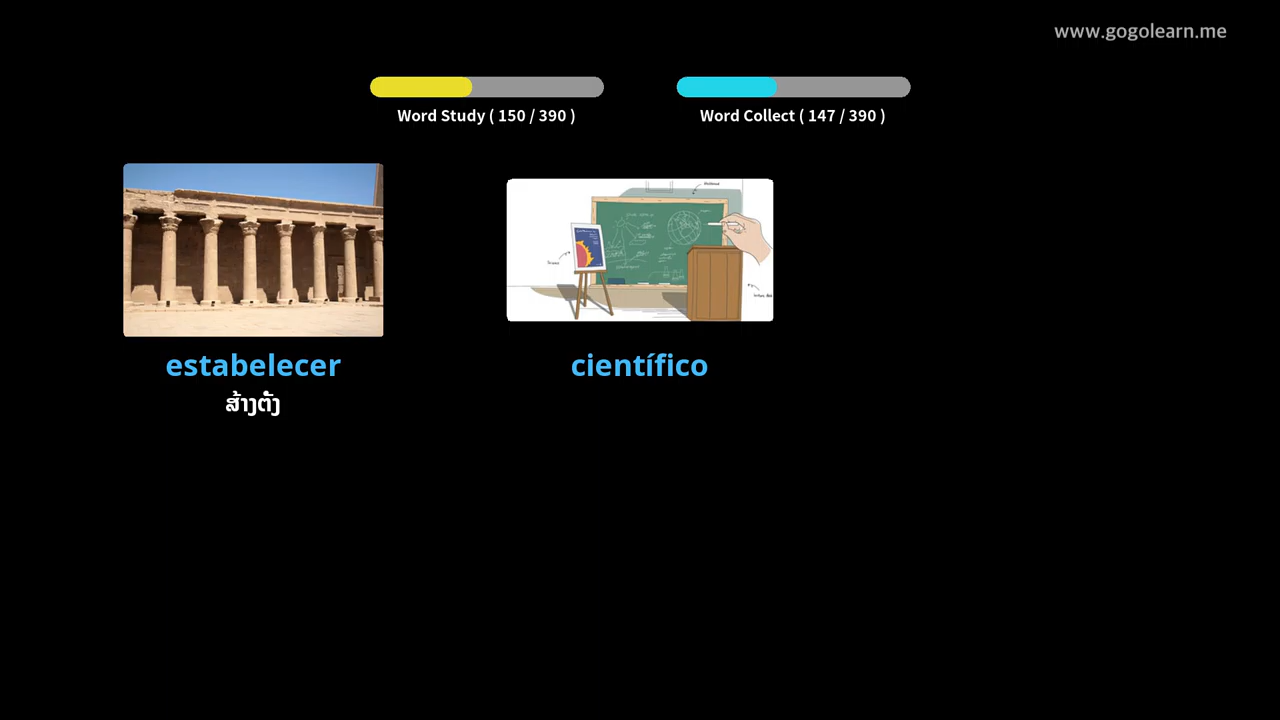 www.gogolearn.me
Word Study ( 150 / 390 )
Word Collect ( 147 / 390 )
estabelecer
ສ້າງຕັ້ງ
científico